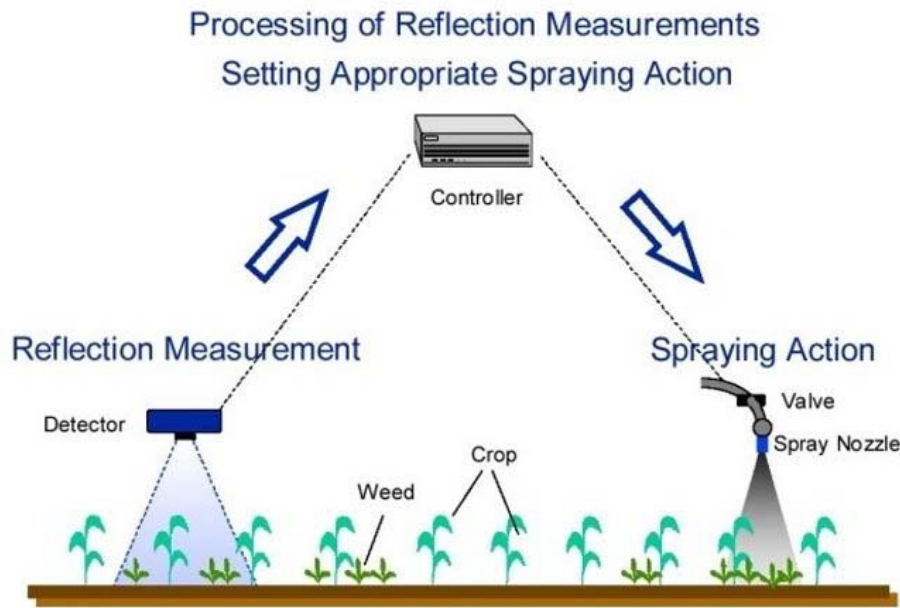 Processing of Reflection Measurements
Setting Appropriate Spraying Action
Controller
Reflection Measurement
Spraying Action
Detector
Valve
Spray Nozzle
Crop
Weed